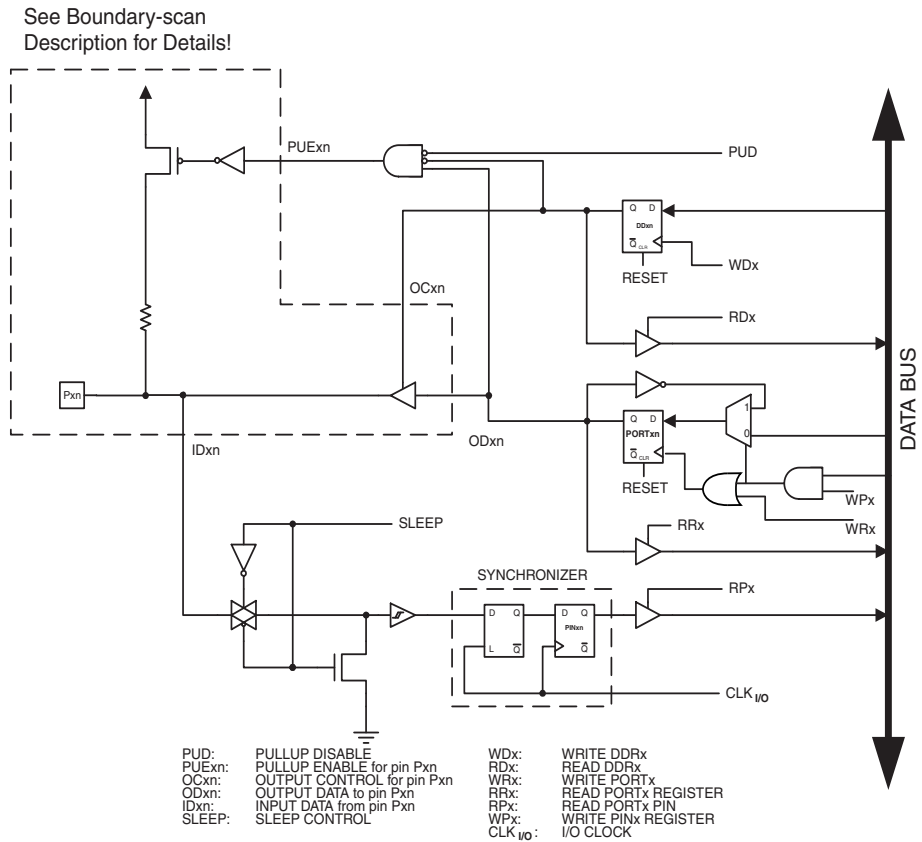 See Boundary-scan
Description for Details!
PUExn
PUD
Q D
DDxn
Q CLR
WDx
RESET
OCxn
RDx
Pxn
1
Q D
PORTxn
0
ODxn
Q CLR
IDxn
RESET
WPx
WRx
RRx
SLEEP
SYNCHRONIZER
RPx
D Q
D Q
PINxn
L Q
Q
CLK I/O
DATA BUS
PUD: PULLUP DISABLE
PUExn: PULLUP ENABLE for pin Pxn
OCxn: OUTPUT CONTROL for pin Pxn
ODxn: OUTPUT DATA to pin Pxn
IDxn: INPUT DATA from pin Pxn
SLEEP: SLEEP CONTROL
WDx: WRITE DDRx
RDx: READ DDRx
WRx: WRITE PORTx
RRx: READ PORTx REGISTER
RPx: READ PORTx PIN
WPx: WRITE PINx REGISTER
CLK I/O : I/O CLOCK